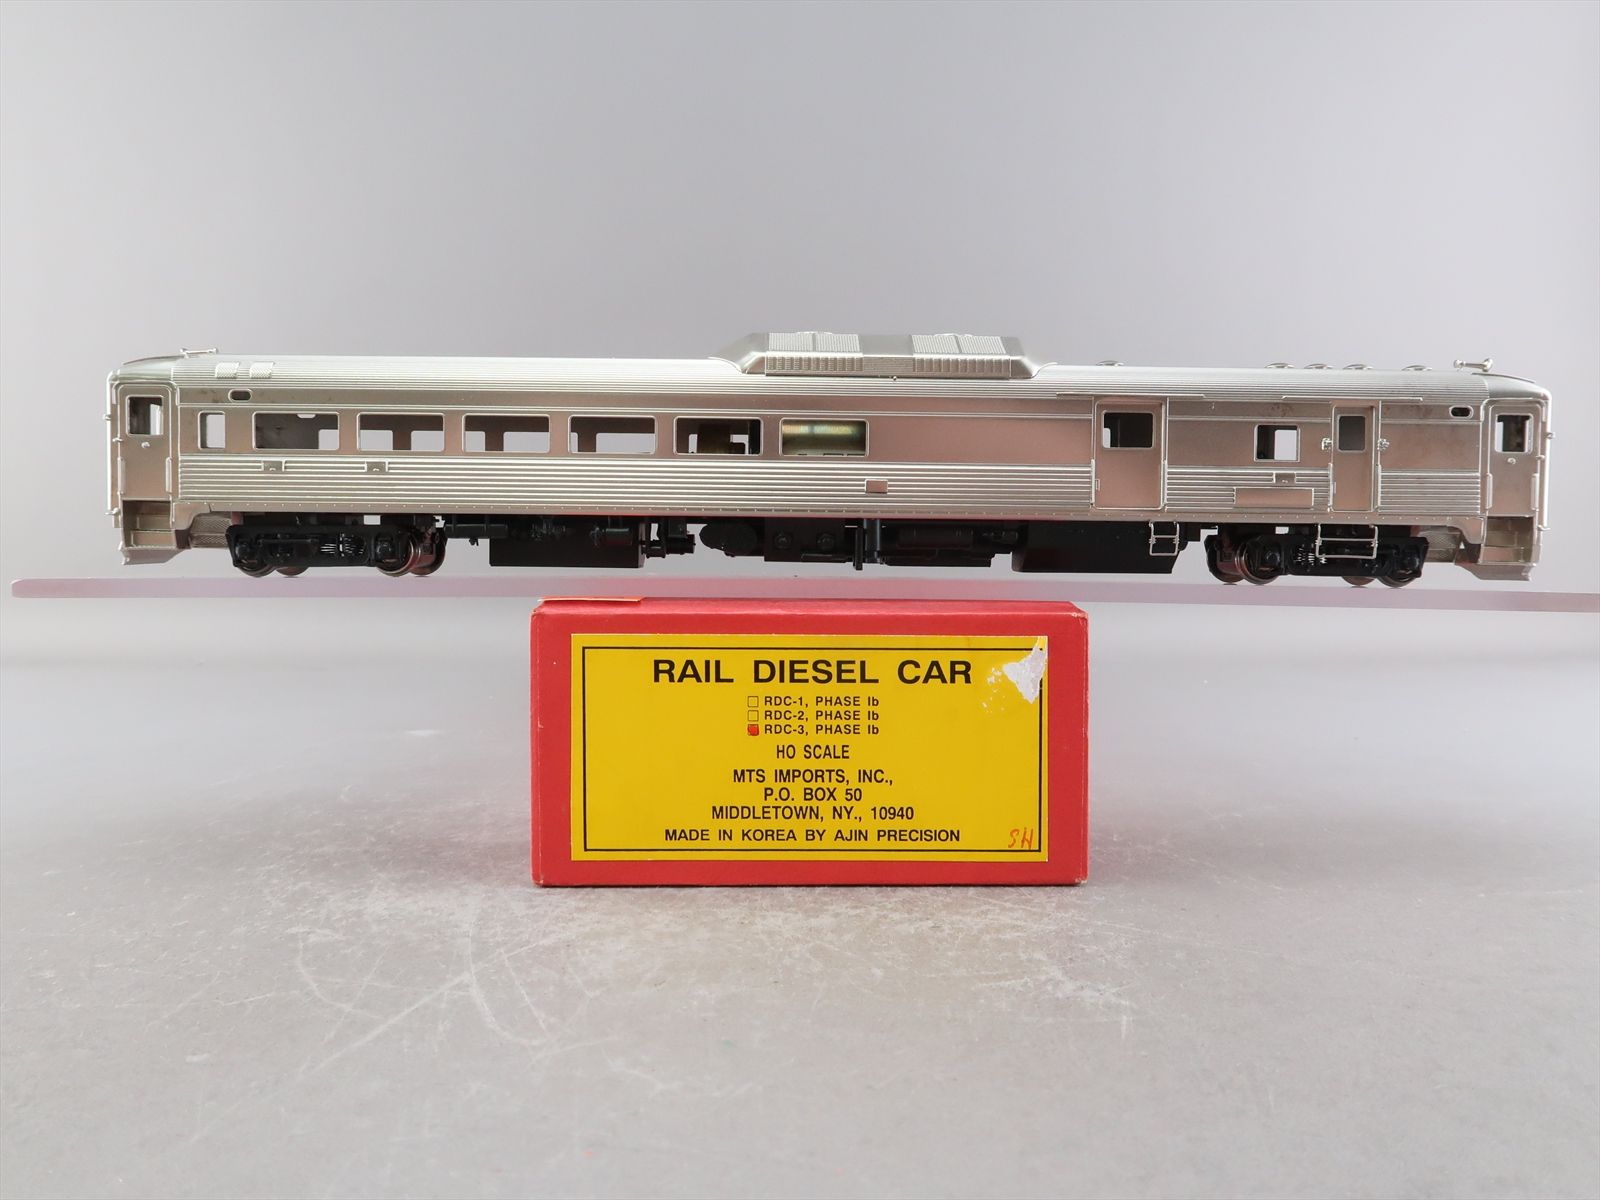 RAIL DIESEL CAR
RDC-1, PHASE Ib
RDC-2, PHASE Ib
RDC-3, PHASE Ib
HO SCALE
MTS IMPORTS, INC.,
P.O. BOX 50
MIDDLETOWN, NY., 10940
MADE IN KOREA BY AJIN PRECISION
SH